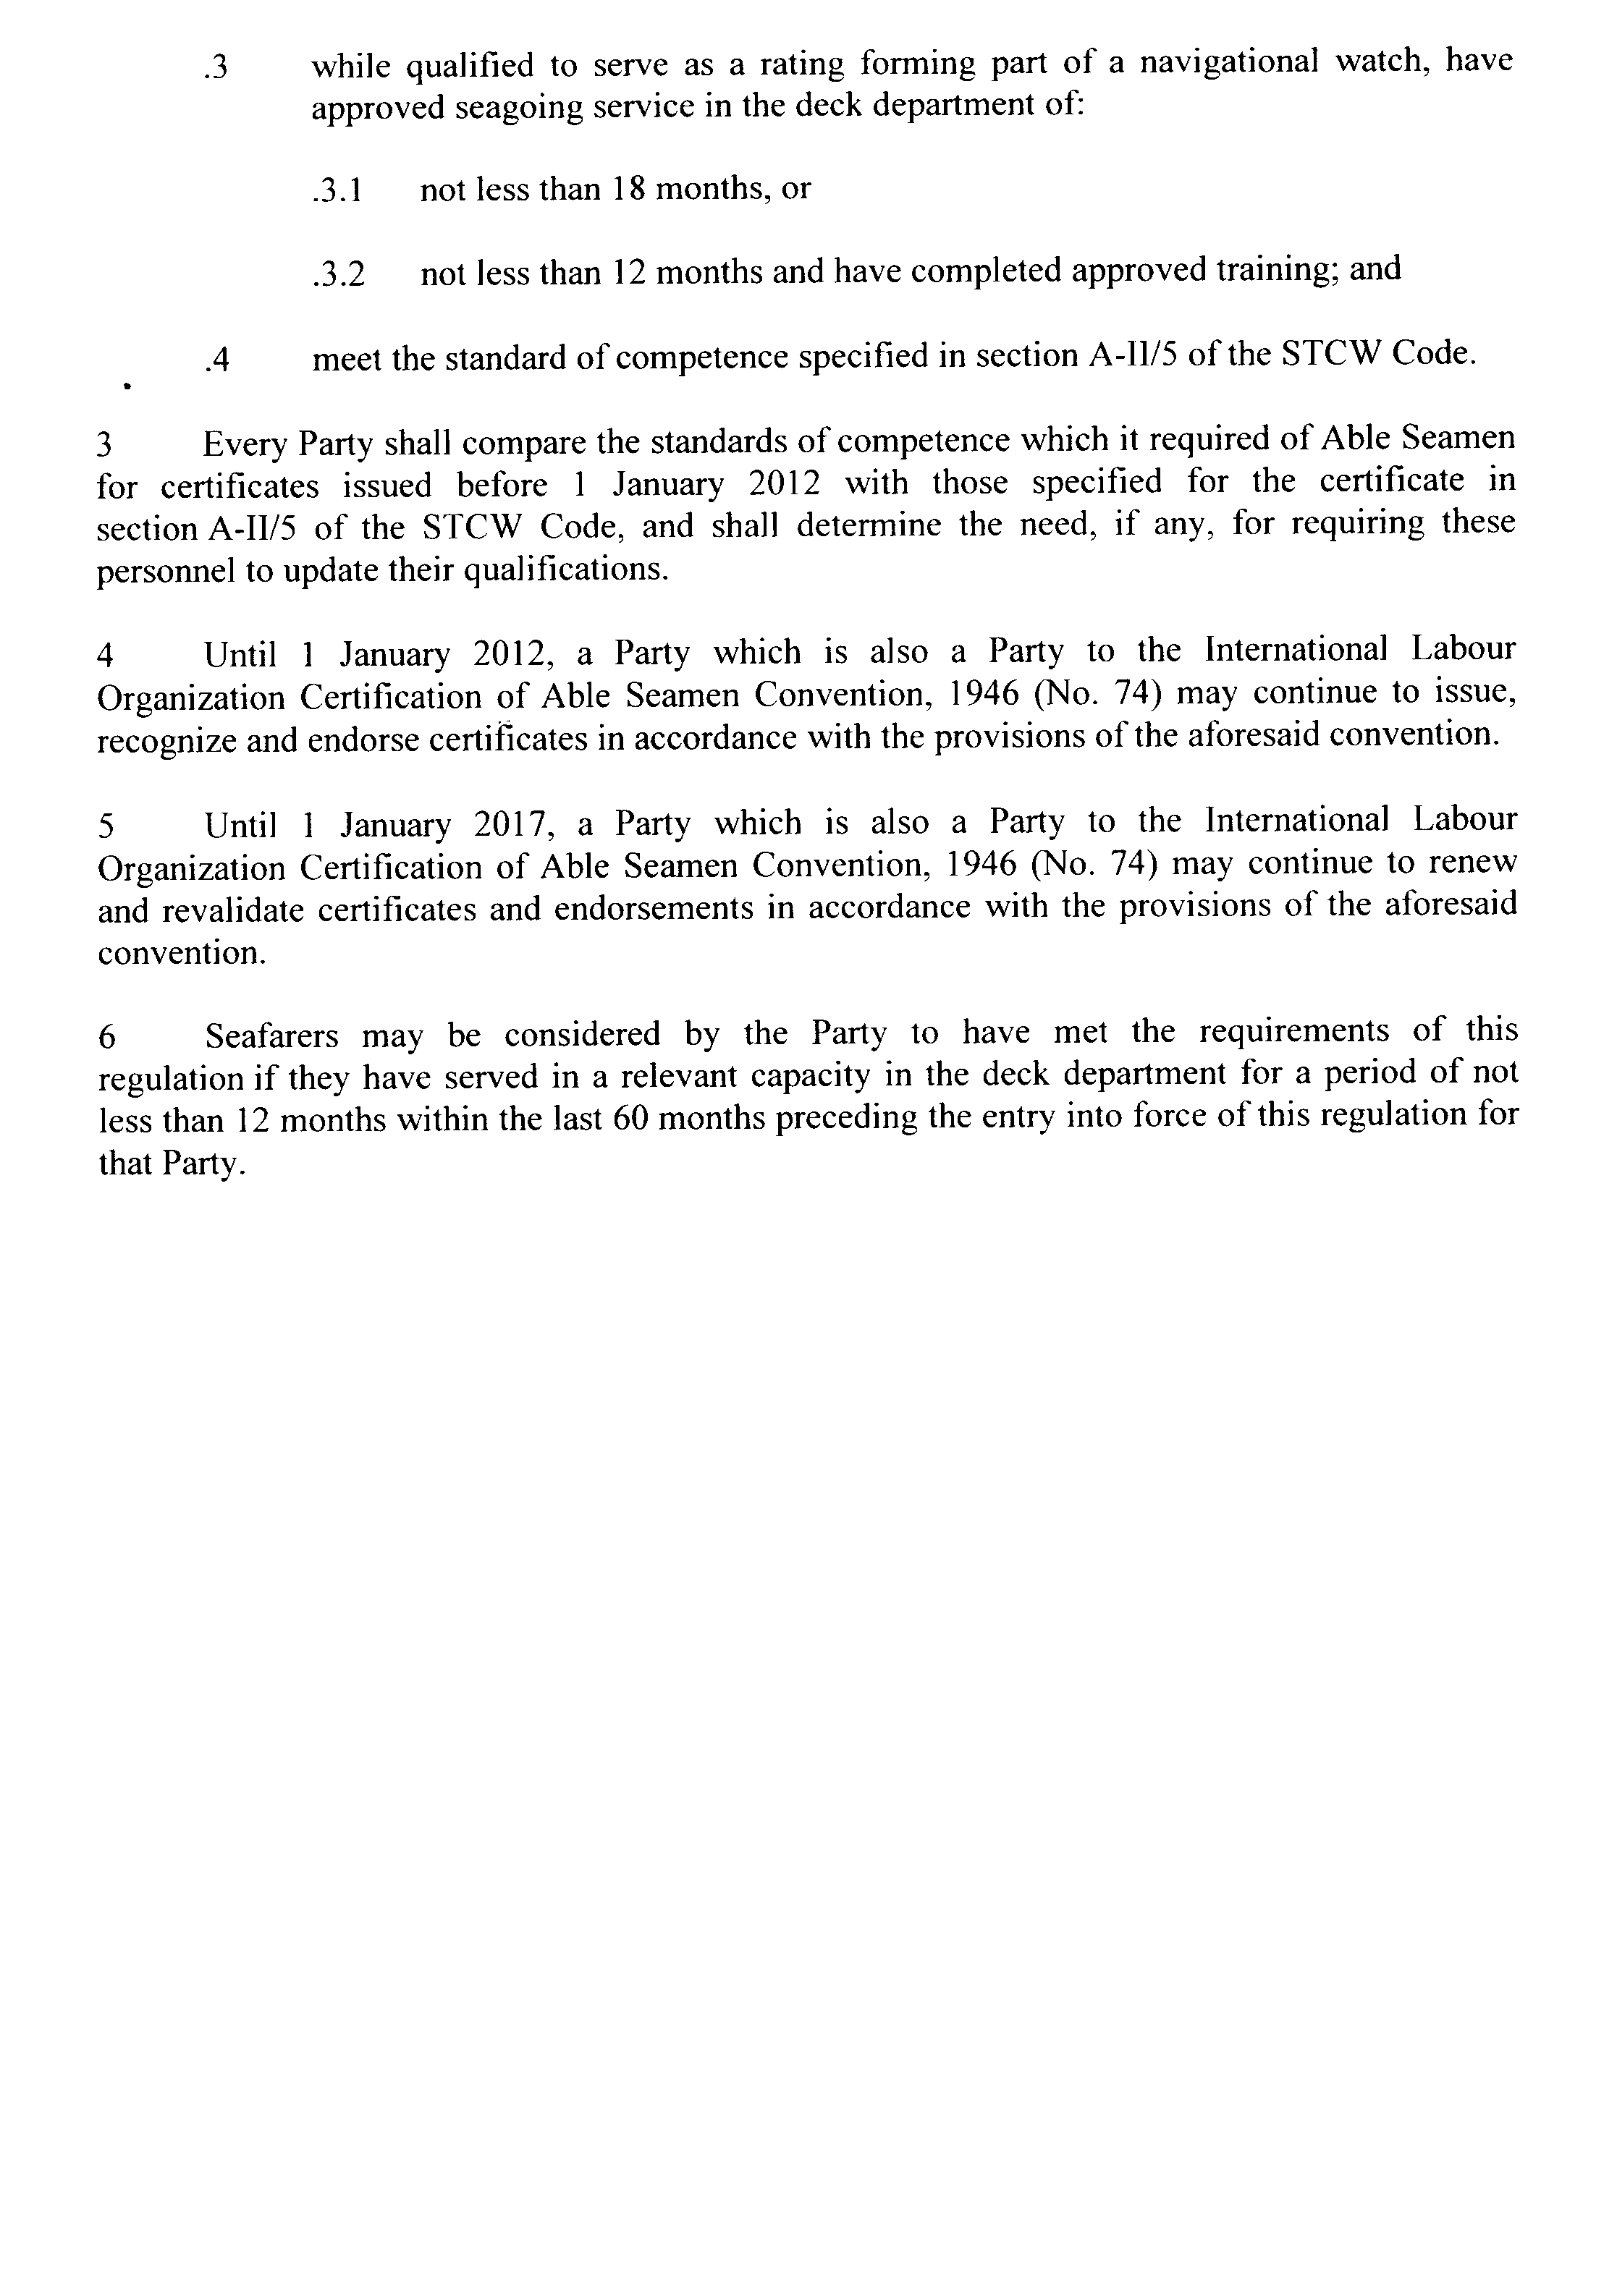 .3 while qualified to serve as a rating forming part of a navigational watch, have
approved seagoing service in the deck department of:
.3.1 not less than 18 months, or
.3.2 not less than 12 months and have completed approved training; and
.4 meet the standard of competence specified in section A-II/5 of the STCW Code.
3 Every Party shall compare the standards of competence which it required of Able Seamen
for certificates issued before 1 January 2012 with those specified for the certificate in
section A-II/5 of the STCW Code, and shall determine the need, if any, for requiring these
personnel to update their qualifications.
4 Until 1 January 2012, a Party which is also a Party to the International Labour
Organization Certification of Able Seamen Convention, 1946 (No. 74) may continue to issue,
recognize and endorse certificates in accordance with the provisions of the aforesaid convention.
5 Until 1 January 2017, a Party which is also a Party to the International Labour
Organization Certification of Able Seamen Convention, 1946 (No. 74) may continue to renew
and revalidate certificates and endorsements in accordance with the provisions of the aforesaid
convention.
6 Seafarers may be considered by the Party to have met the requirements of this
regulation if they have served in a relevant capacity in the deck department for a period of not
less than 12 months within the last 60 months preceding the entry into force of this regulation for
that Party.